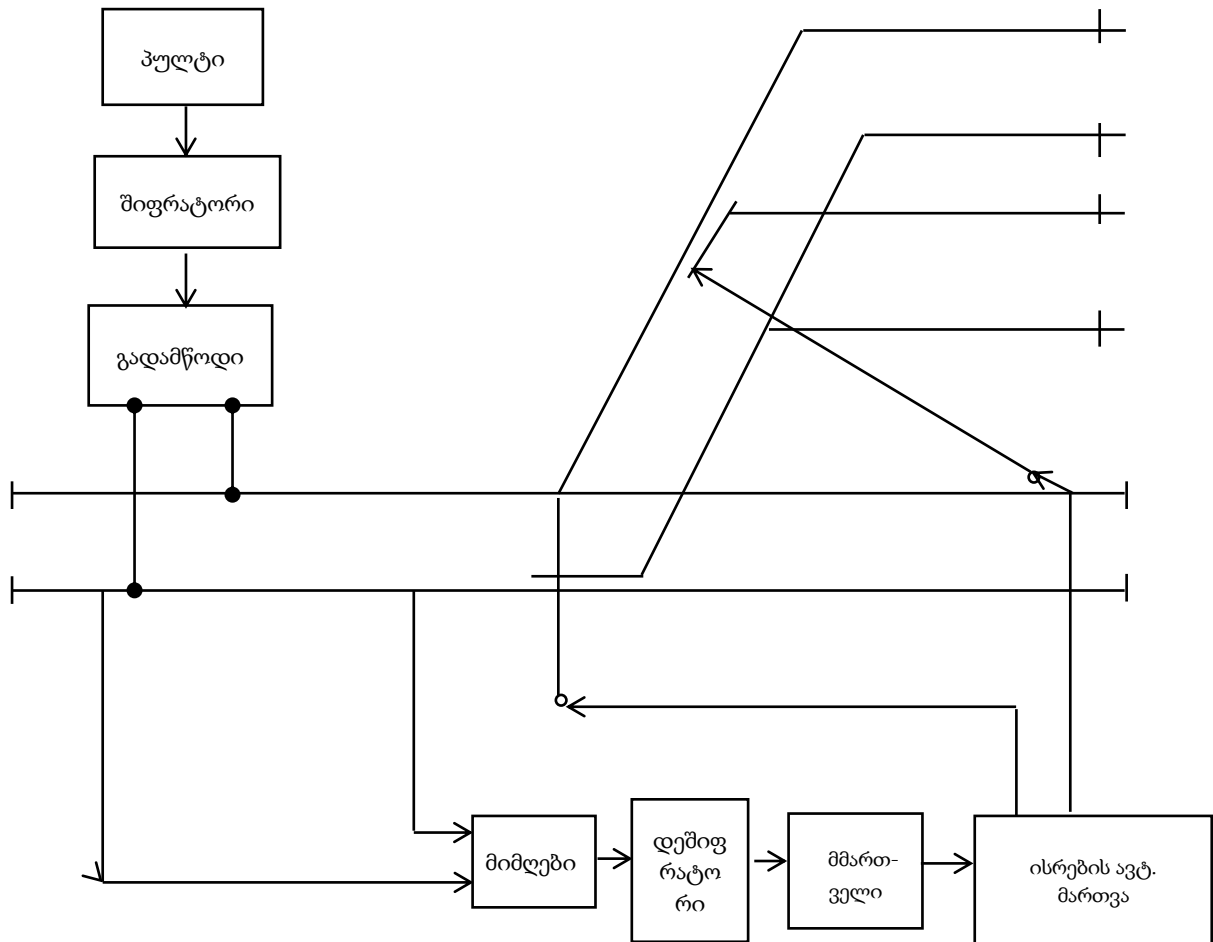 პულტი
შიფრატორი
გადამწოდი
მიმღები
დეშიფ
რატო
რი
მმართ-
ველი
ისრების ავტ.
მართვა